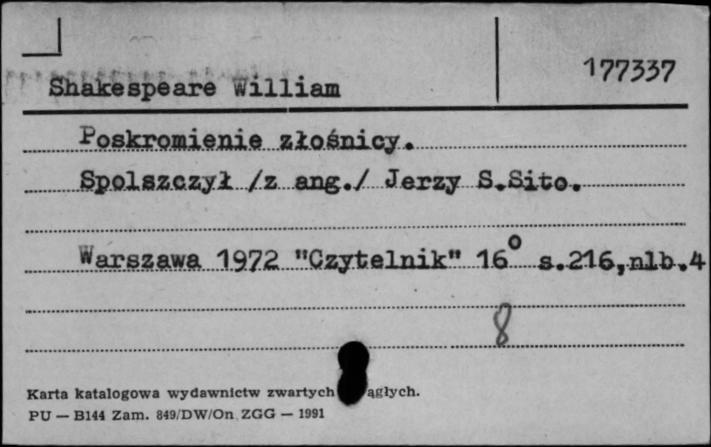 177337
Shakespeare William
Poskromienie złośnicy.
Spolszczył /z ang./ Jerzy S.Sito.
Warszawa 1972 "Czytelnik" 16° s.216,nlb.4
8
Karta katalogowa wydawnictw zwartych ągłych.
PU — B144 Zam. 849/DW/On ZGG — 1991